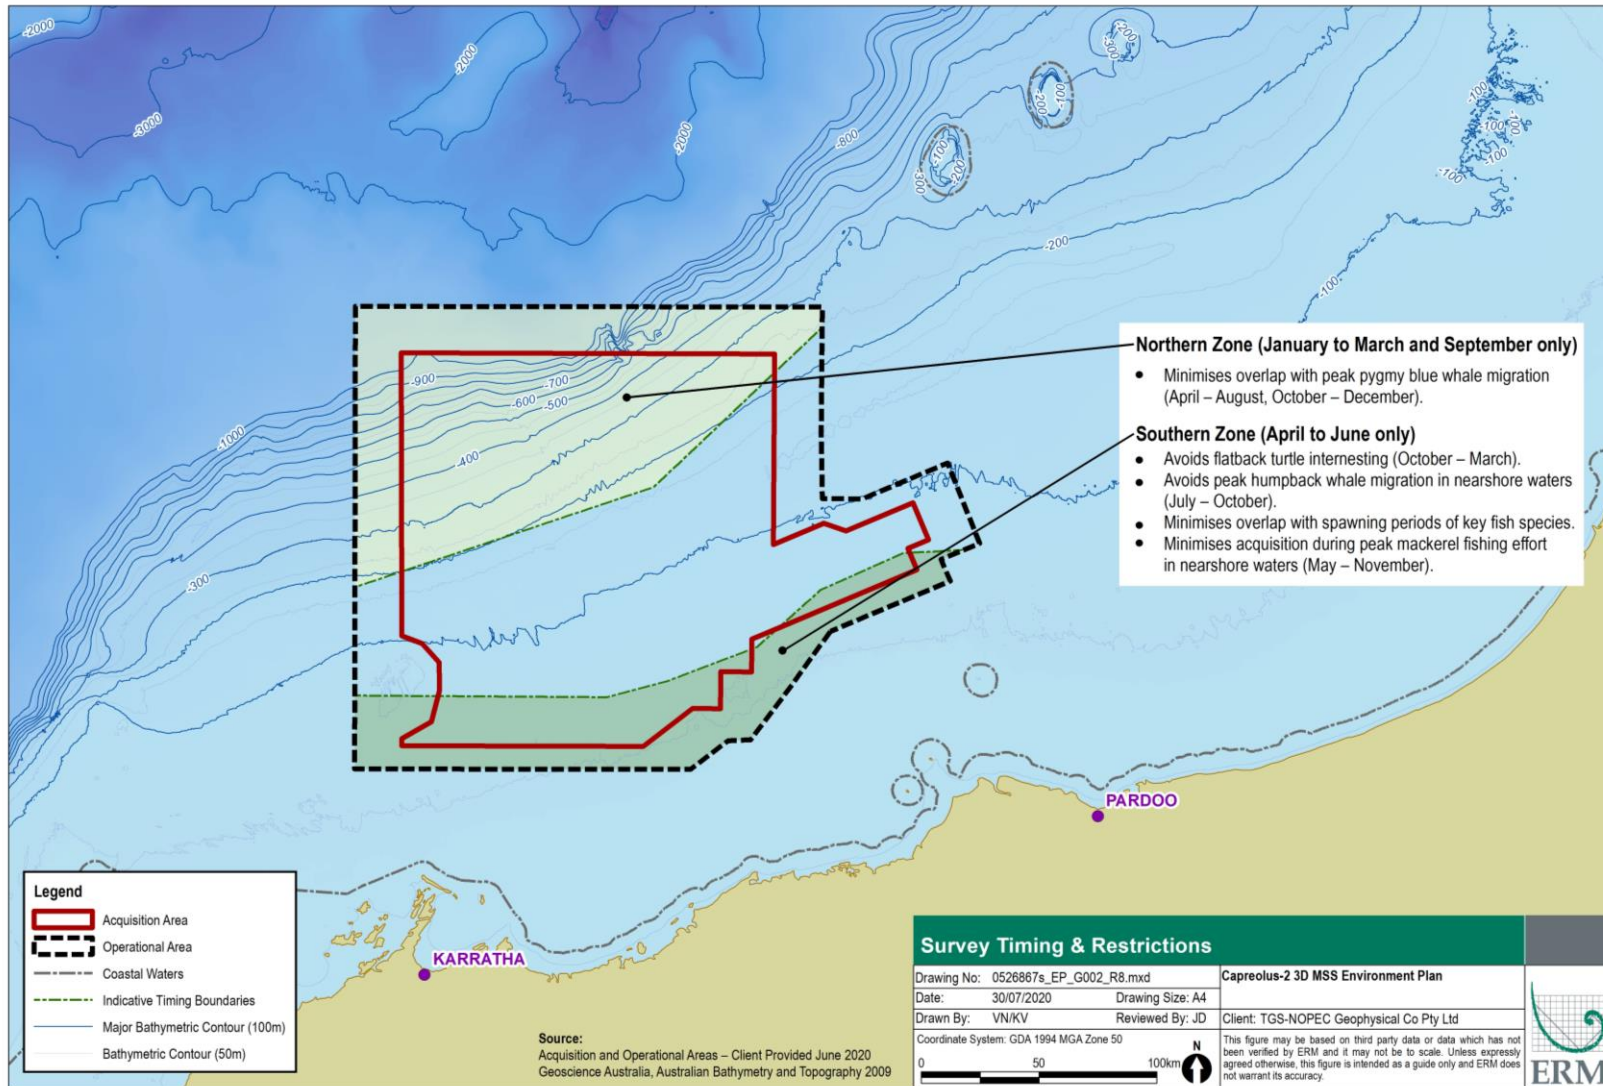 -2000
-2000
-3000
-2000
-200
-300
-200
-100
-800
-100
-300
-200
-100
-100
-100
-100
-100
-100
-200
-100
-900
-700
-600
-500
-1000
-400
-300
Northern Zone (January to March and September only)
• Minimises overlap with peak pygmy blue whale migration
(April – August, October – December).
Southern Zone (April to June only)
• Avoids flatback turtle internesting (October – March).
• Avoids peak humpback whale migration in nearshore waters
(July – October).
• Minimises overlap with spawning periods of key fish species.
• Minimises acquisition during peak mackerel fishing effort
in nearshore waters (May – November).
PARDOO
KARRATHA
Legend
Acquisition Area
Operational Area
Coastal Waters
Indicative Timing Boundaries
Major Bathymetric Contour (100m)
Bathymetric Contour (50m)
Source:
Acquisition and Operational Areas – Client Provided June 2020
Geoscience Australia, Australian Bathymetry and Topography 2009
Survey Timing & Restrictions
Drawing No: 0526867s_EP_G002_R8.mxd
Date: 30/07/2020 Drawing Size: A4
Drawn By: VN/KV Reviewed By: JD
Coordinate System: GDA 1994 MGA Zone 50
0 50 100km
N
Capreolus-2 3D MSS Environment Plan
Client: TGS-NOPEC Geophysical Co Pty Ltd
This figure may be based on third party data or data which has not
been verified by ERM and it may not be to scale. Unless expressly
agreed otherwise, this figure is intended as a guide only and ERM does
not warrant its accuracy.
ERM